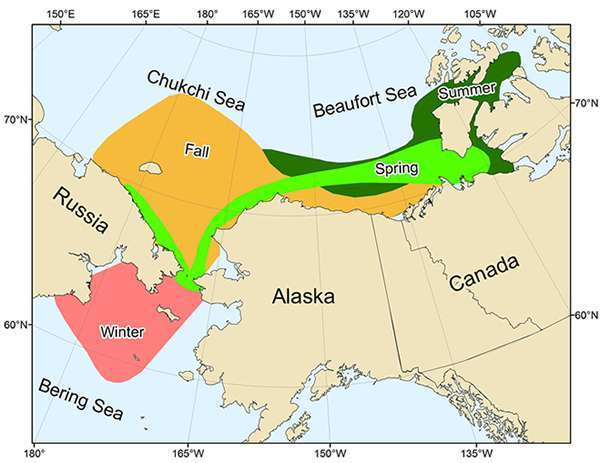 150°E 165°E 180° 165°W 150°W 135°W 120°W 105°W
Chukchi Sea
Beaufort Sea
Summer
70°N
70°N
Fall
Spring
Russia
Canada
Alaska
60°N
Winter
60°N
Bering Sea
180° 165°W 150°W 135°W